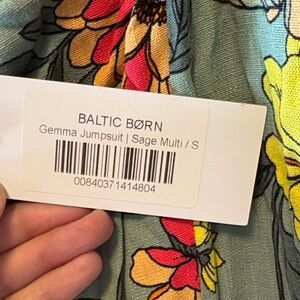 BALTIC BØRN
Gemma Jumpsuit | Sage Multi / S
00840371414804